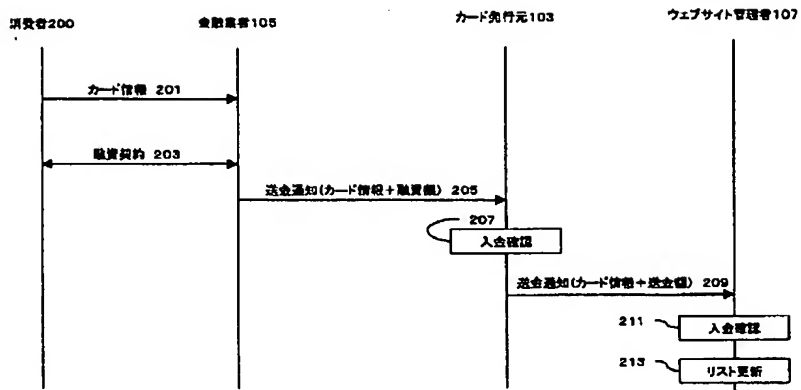 消費者200
金融業者105
カード発行元103
ウェブサイト管理者107
カード情報 201
融資契約 203
送金通知(カード情報+融資額) 205
207
入金確認
送金通知(カード情報+送金額) 209
211
入金確認
213
リスト更新